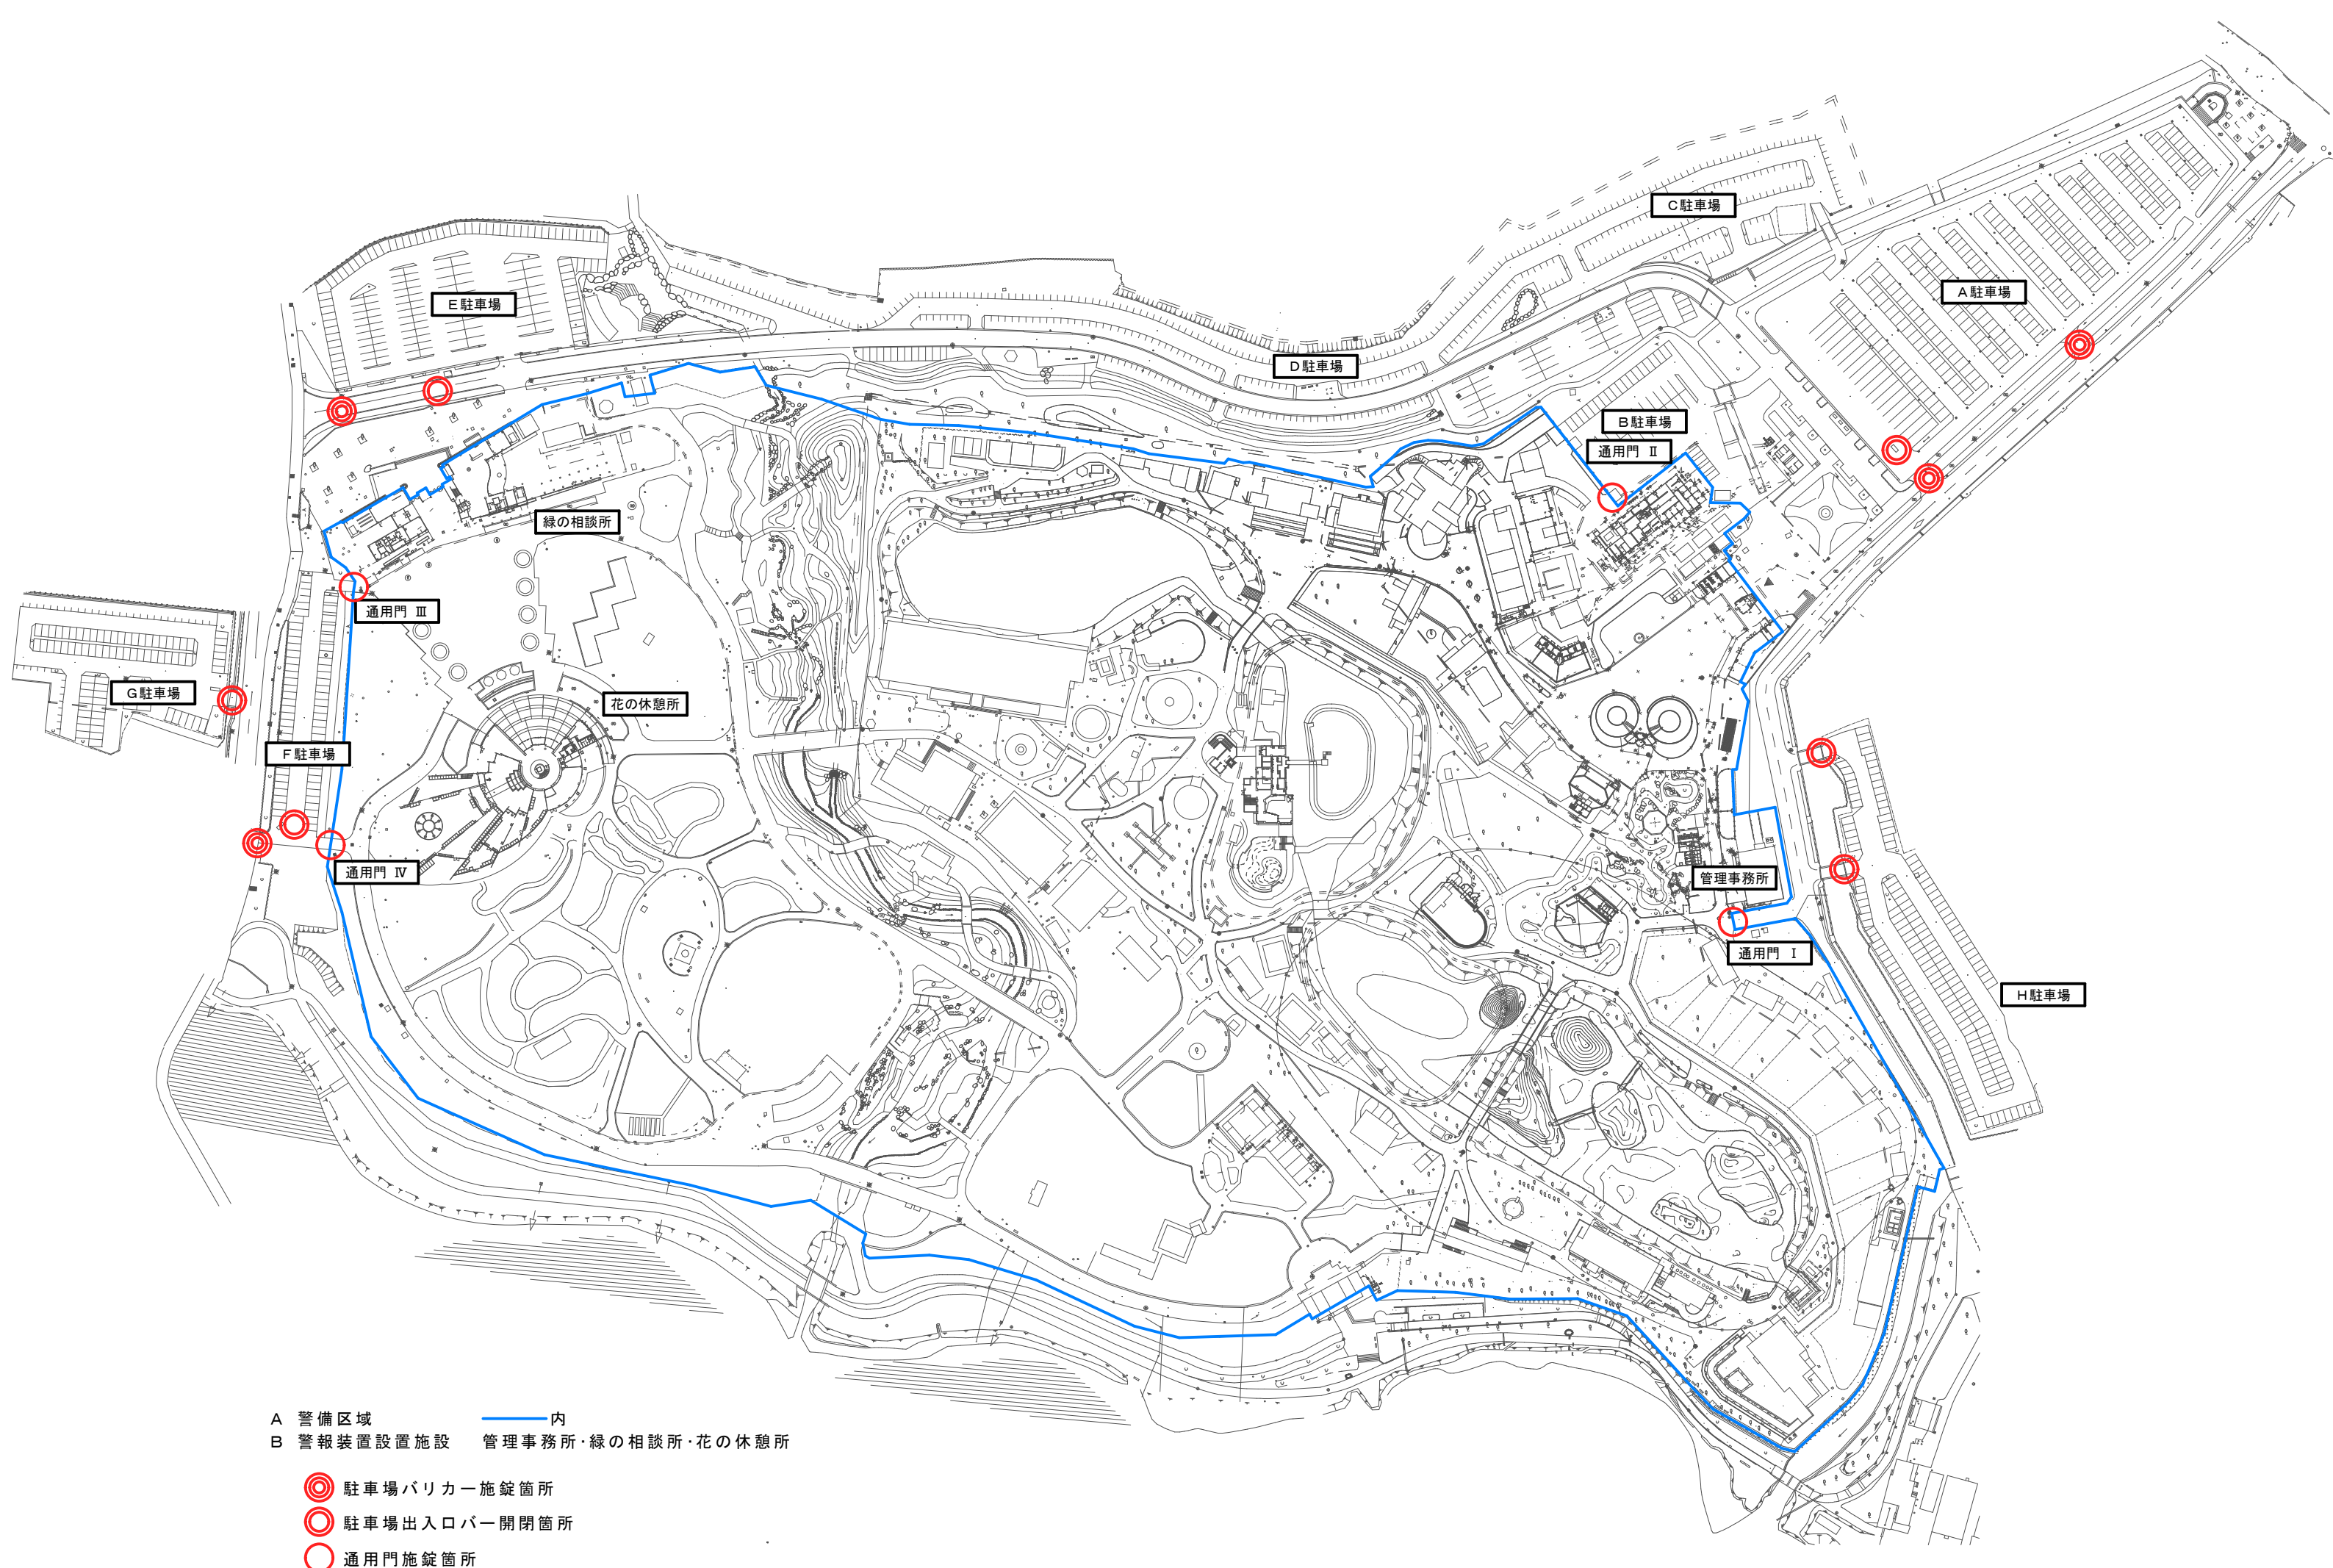 C駐車場
A駐車場
E駐車場
D駐車場
B駐車場
通用門 Ⅱ
緑の相談所
通用門 Ⅲ
G駐車場
花の休憩所
F駐車場
通用門 Ⅳ
管理事務所
通用門 Ⅰ
H駐車場
A 警備区域 内
B 警報装置設置施設 管理事務所・緑の相談所・花の休憩所
駐車場バリカー施錠箇所
駐車場出入口バー開閉箇所
通用門施錠箇所